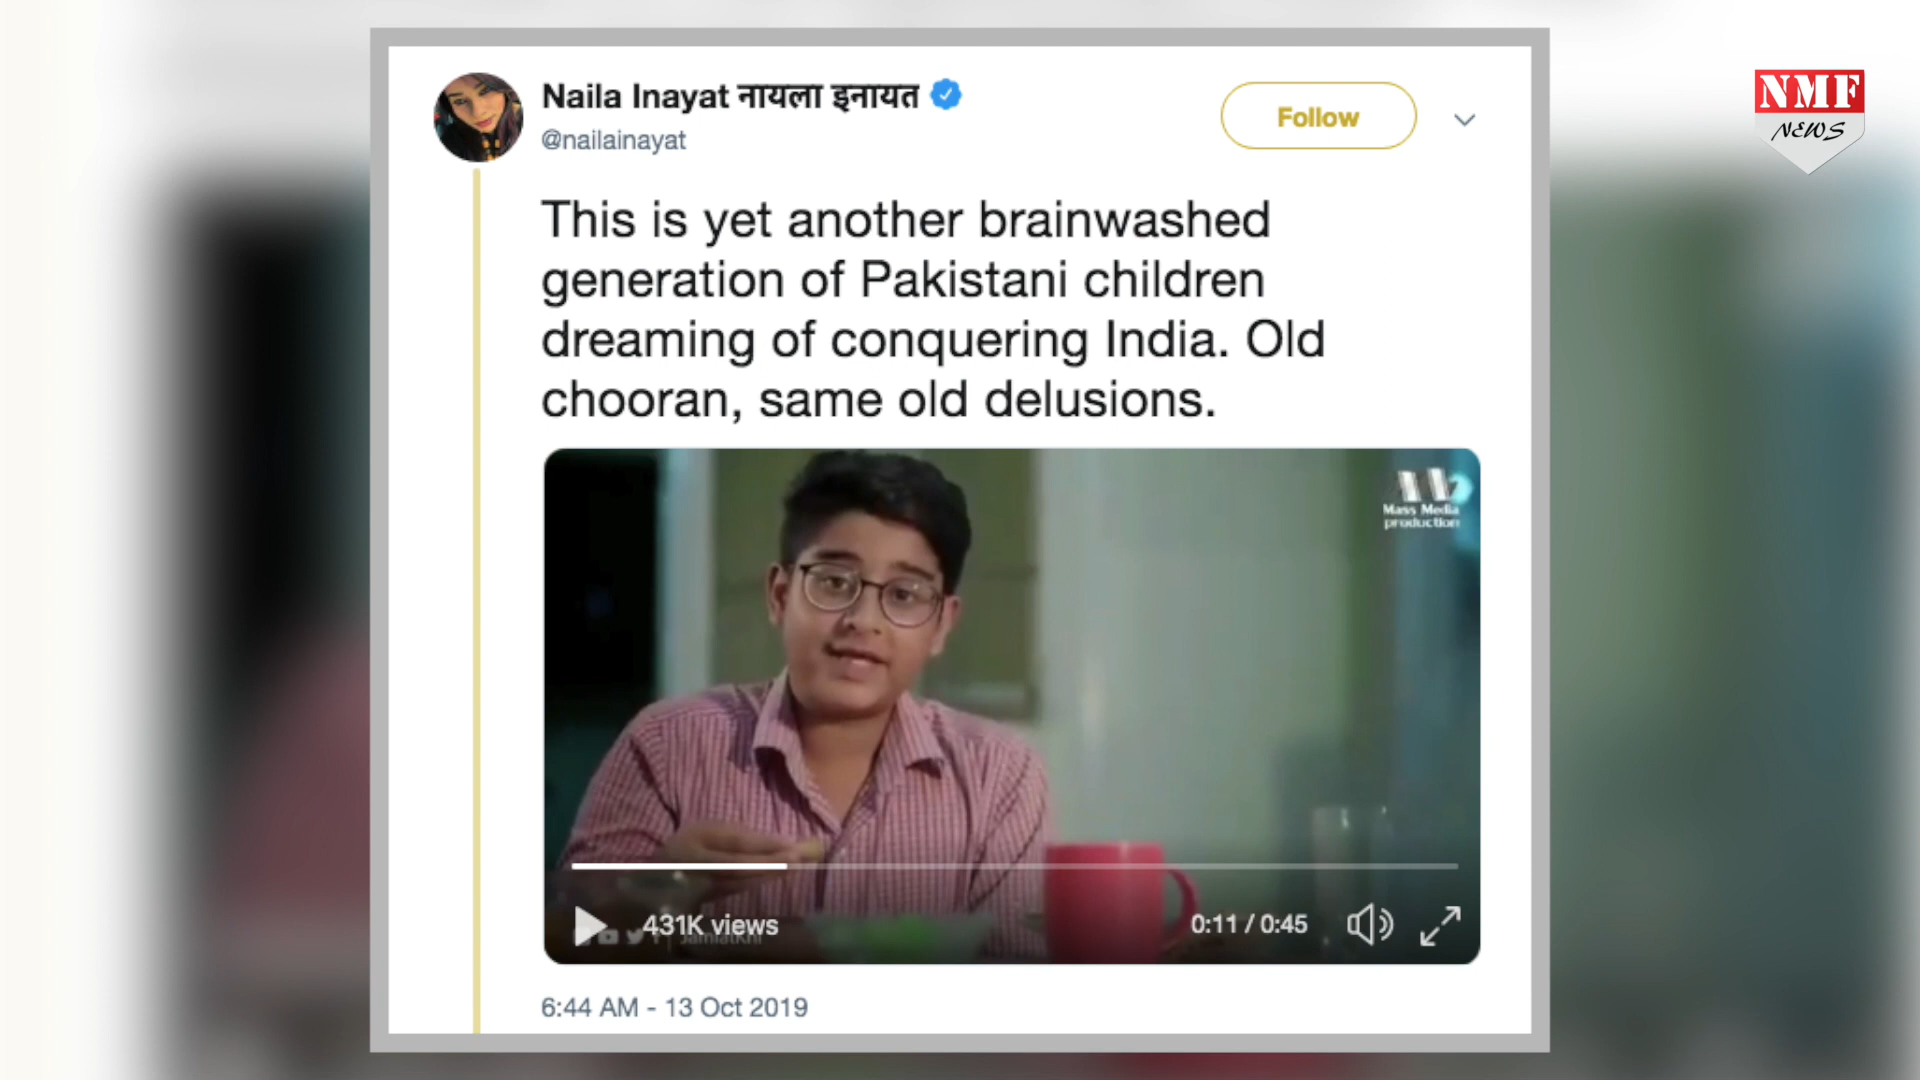 NMF
NEWS
Naila Inayat नायला इनायत
@nailainayat
Follow
This is yet another brainwashed
generation of Pakistani children
dreaming of conquering India. Old
chooran, same old delusions.
Mass Media
production
431K views
JamiatKhi
0:11 / 0:45
6:44 AM - 13 Oct 2019